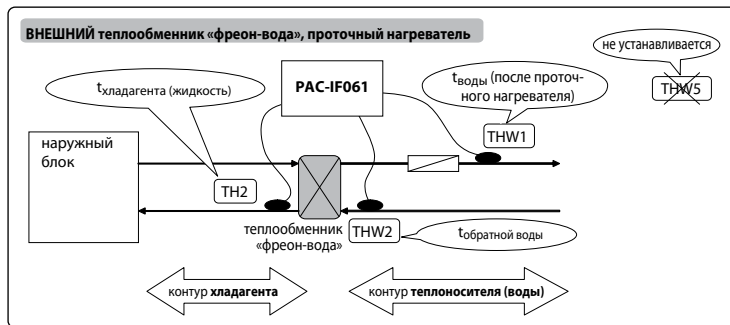 ВНЕШНИЙ теплообменник «фреон-вода», проточный нагреватель
не устанавливается
THW5
tхладагента (жидкость)
PAC-IF061
tводы (после проточ-
ного нагревателя)
THW1
наружный
блок
TH2
теплообменник
«фреон-вода»
THW2
tобратной воды
контур хладагента
контур теплоносителя (воды)